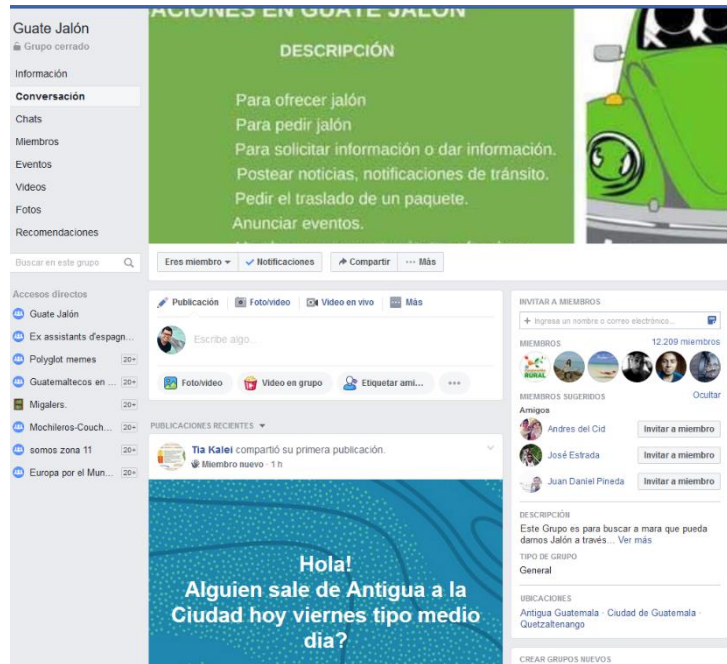 Guate Jalón
Grupo cerrado
Información
Conversación
Chats
Miembros
Eventos
Videos
Fotos
Recomendaciones
Buscar en este grupo
Accesos directos
Guate Jalón
Ex assistants d'espagn...
Polyglot memes 20+
Guatemaltecos en ... 20+
Migalers. 20+
Mochileros-Couch... 20+
somos zona 11 20+
Europa por el Mun... 20+
ACIONES EN GUATE JALÓN
DESCRIPCIÓN
Para ofrecer jalón
Para pedir jalón
Para solicitar información o dar información.
Postear noticias, notificaciones de tránsito.
Pedir el traslado de un paquete.
Anunciar eventos.
Eres miembro Notificaciones Compartir ... Más
Publicación Foto/video Video en vivo Más
Escribe algo...
Foto/video Video en grupo Etiquetar ami... ...
PUBLICACIONES RECIENTES
Tia Kalei compartió su primera publicación.
Miembro nuevo · 1 h
Hola!
Alguien sale de Antigua a la
Ciudad hoy viernes tipo medio
dia?
INVITAR A MIEMBROS
+ Ingresa un nombre o correo electrónico...
MIEMBROS 12.209 miembros
RURAL
MIEMBROS SUGERIDOS Ocultar
Amigos
Andres del Cid Invitar a miembro
José Estrada Invitar a miembro
Juan Daniel Pineda Invitar a miembro
DESCRIPCIÓN
Este Grupo es para buscar a mara que pueda
darnos Jalón a través... Ver más
TIPO DE GRUPO
General
UBICACIONES
Antigua Guatemala · Ciudad de Guatemala ·
Quetzaltenango
CREAR GRUPOS NUEVOS